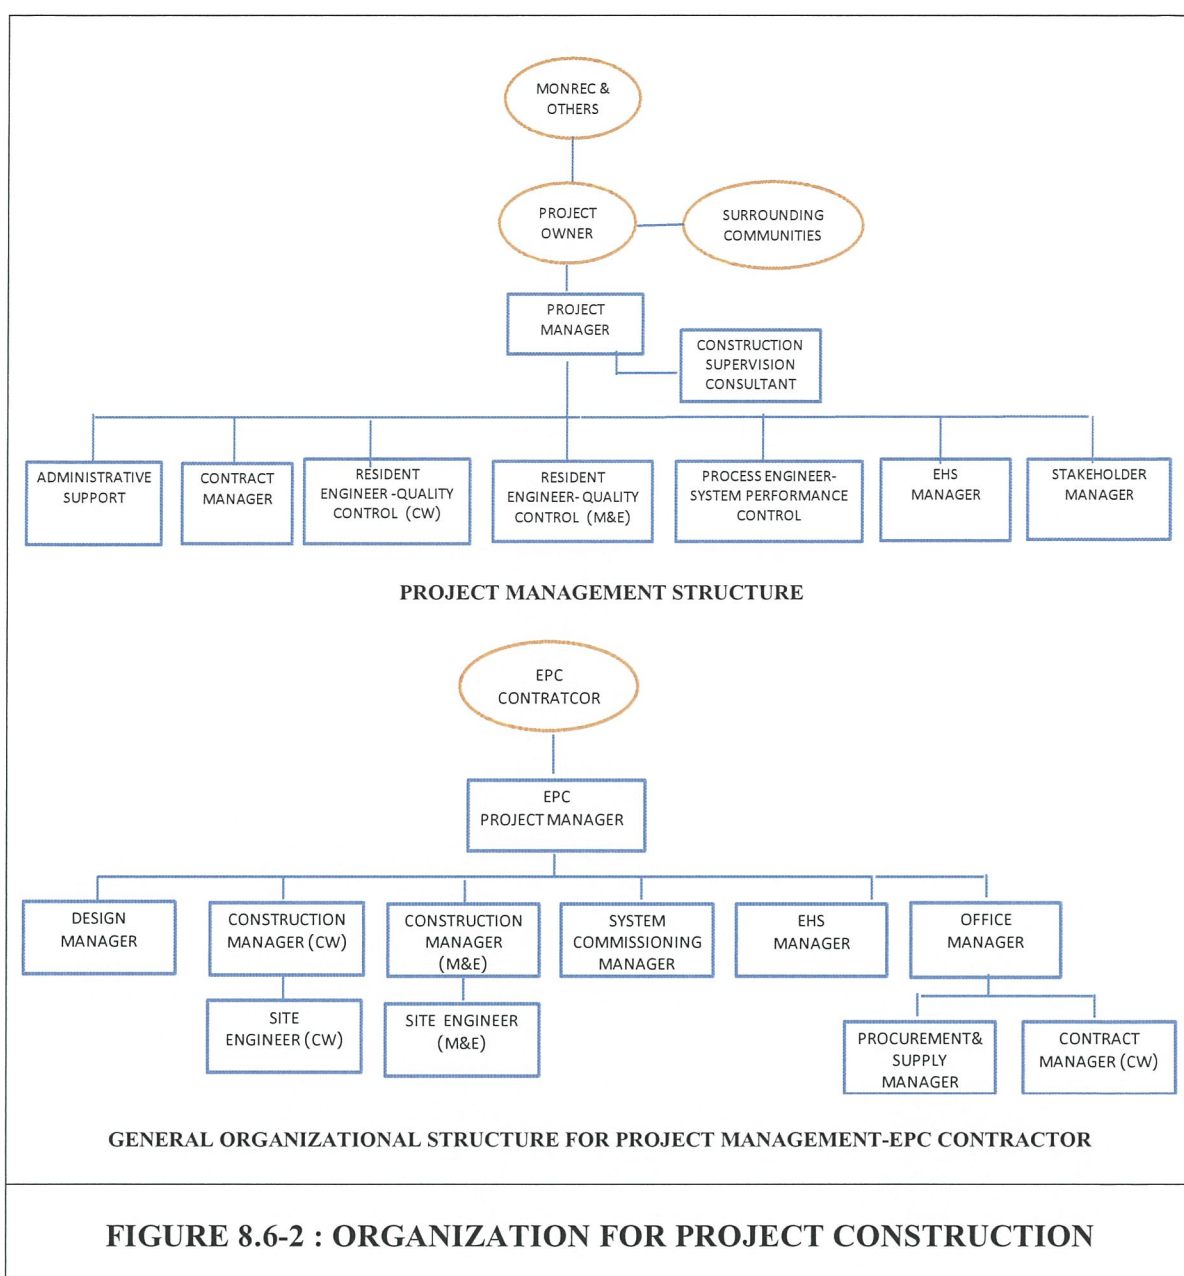 MONREC &
OTHERS
PROJECT
OWNER
SURROUNDING
COMMUNITIES
PROJECT
MANAGER
CONSTRUCTION
SUPERVISION
CONSULTANT
ADMINISTRATIVE
SUPPORT
CONTRACT
MANAGER
RESIDENT
ENGINEER -QUALITY
CONTROL (CW)
RESIDENT
ENGINEER- QUALITY
CONTROL (M&E)
PROCESS ENGINEER-
SYSTEM PERFORMANCE
CONTROL
EHS
MANAGER
STAKEHOLDER
MANAGER
PROJECT MANAGEMENT STRUCTURE
EPC
CONTRATCOR
EPC
PROJECT MANAGER
DESIGN
MANAGER
CONSTRUCTION
MANAGER (CW)
CONSTRUCTION
MANAGER
(M&E)
SYSTEM
COMMISSIONING
MANAGER
EHS
MANAGER
OFFICE
MANAGER
SITE
ENGINEER (CW)
SITE ENGINEER
(M&E)
PROCUREMENT&
SUPPLY
MANAGER
CONTRACT
MANAGER (CW)
GENERAL ORGANIZATIONAL STRUCTURE FOR PROJECT MANAGEMENT-EPC CONTRACTOR
FIGURE 8.6-2 : ORGANIZATION FOR PROJECT CONSTRUCTION